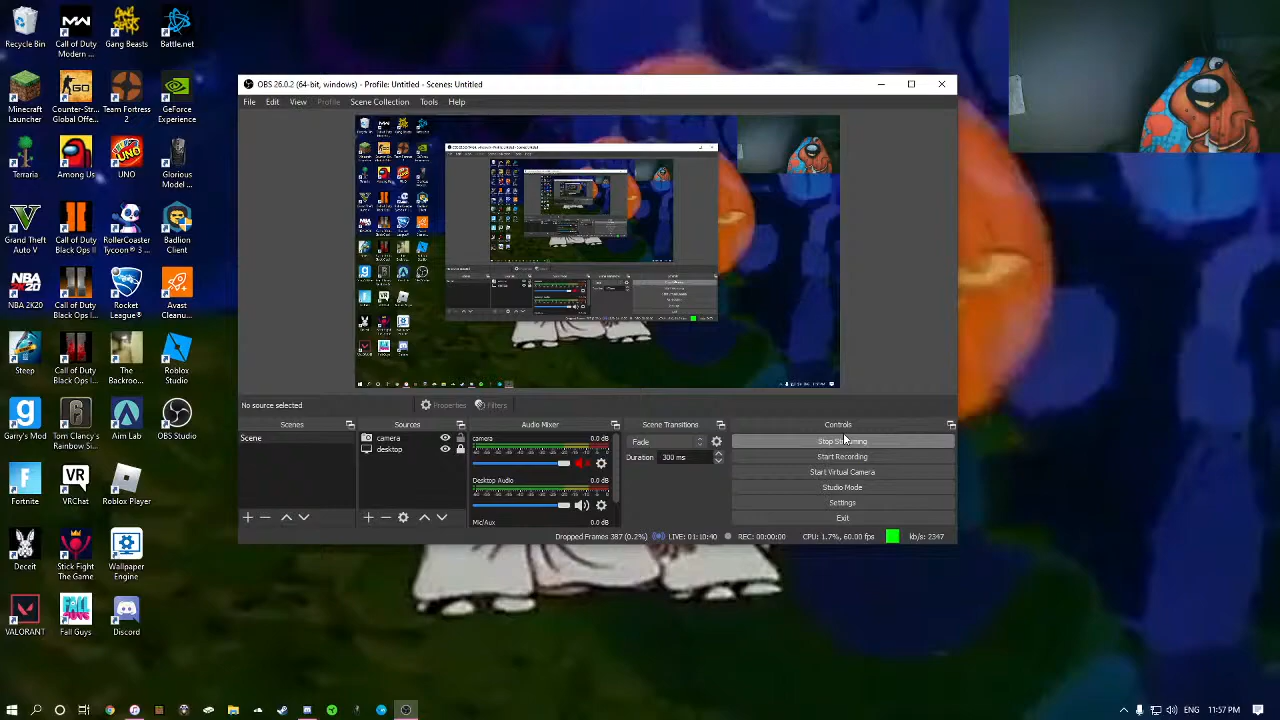 Recycle Bin
Call of Duty
Modern ...
Gang Beasts
Battle.net
Minecraft
Launcher
Counter-Str...
Global Offe...
Team Fortress
2
GeForce
Experience
Terraria
Among Us
UNO
Glorious
Model ...
Grand Theft
Auto V
Call of Duty
Black Ops II
RollerCoaster
Tycoon® 3 ...
Badlion
Client
NBA 2K20
Call of Duty
Black Ops II...
Rocket
League®
Avast
Cleanup ...
Steep
Call of Duty
Black Ops II...
The
Backroo...
Roblox
Studio
Garry's Mod
Tom Clancy's
Rainbow Si...
Aim Lab
OBS Studio
Fortnite
VRChat
Roblox Player
Deceit
Stick Fight
The Game
Wallpaper
Engine
VALORANT
Fall Guys
Discord
OBS 26.0.2 (64-bit, windows) - Profile: Untitled - Scenes: Untitled
File Edit View Profile Scene Collection Tools Help
No source selected
Properties Filters
Scenes
Scene
Sources
camera
desktop
Audio Mixer
camera 0.0 dB
Desktop Audio 0.0 dB
Mic/Aux 0.0 dB
Scene Transitions
Fade
Duration 300 ms
Controls
Stop Streaming
Start Recording
Start Virtual Camera
Studio Mode
Settings
Exit
Dropped Frames 387 (0.2%) LIVE: 01:10:40 REC: 00:00:00 CPU: 1.7%, 60.00 fps kb/s: 2347
ENG 11:57 PM